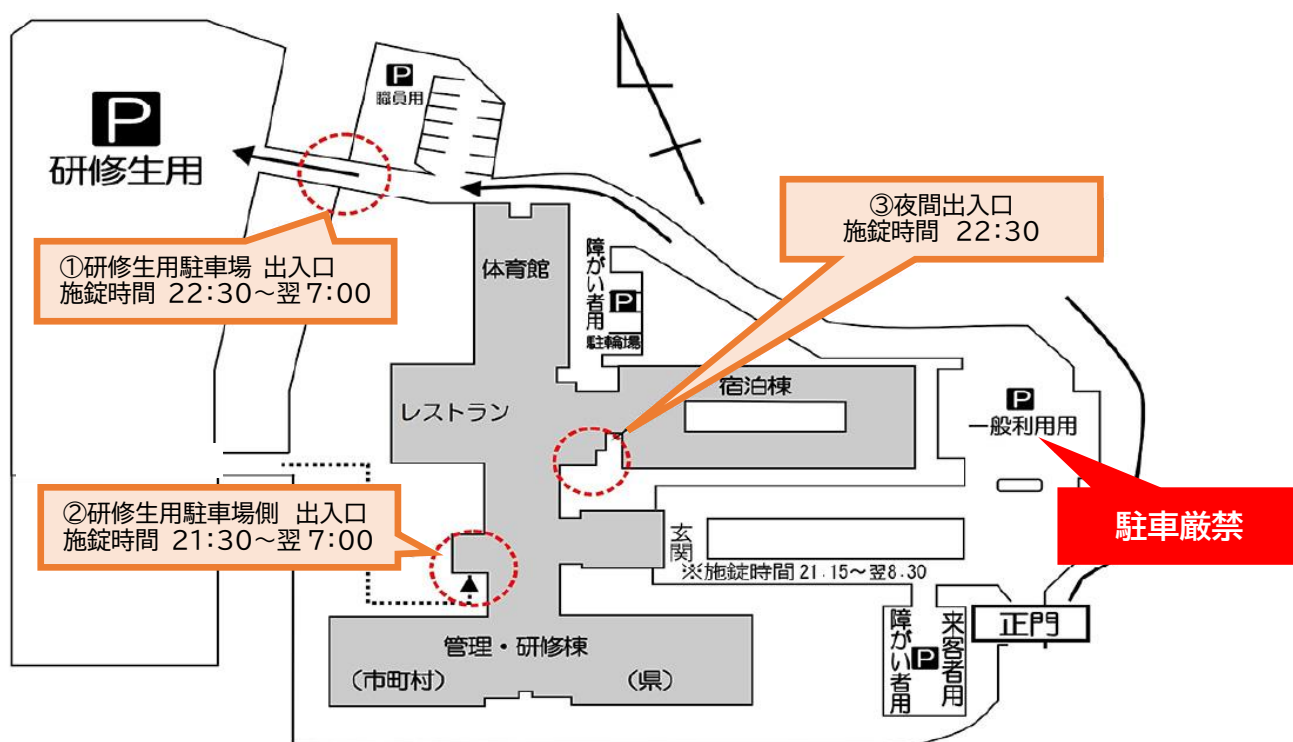 P
職員用
P
研修生用
③夜間出入口
施錠時間 22:30
①研修生用駐車場 出入口
施錠時間 22:30～翌7:00
体育館
障がい者用
P
駐輪場
宿泊棟
レストラン
P
一般利用用
②研修生用駐車場側 出入口
施錠時間 21:30～翌7:00
駐車厳禁
玄関
※施錠時間21.15～翌8.30
障がい者用
P
来客者用
正門
管理・研修棟
（市町村）
（県）